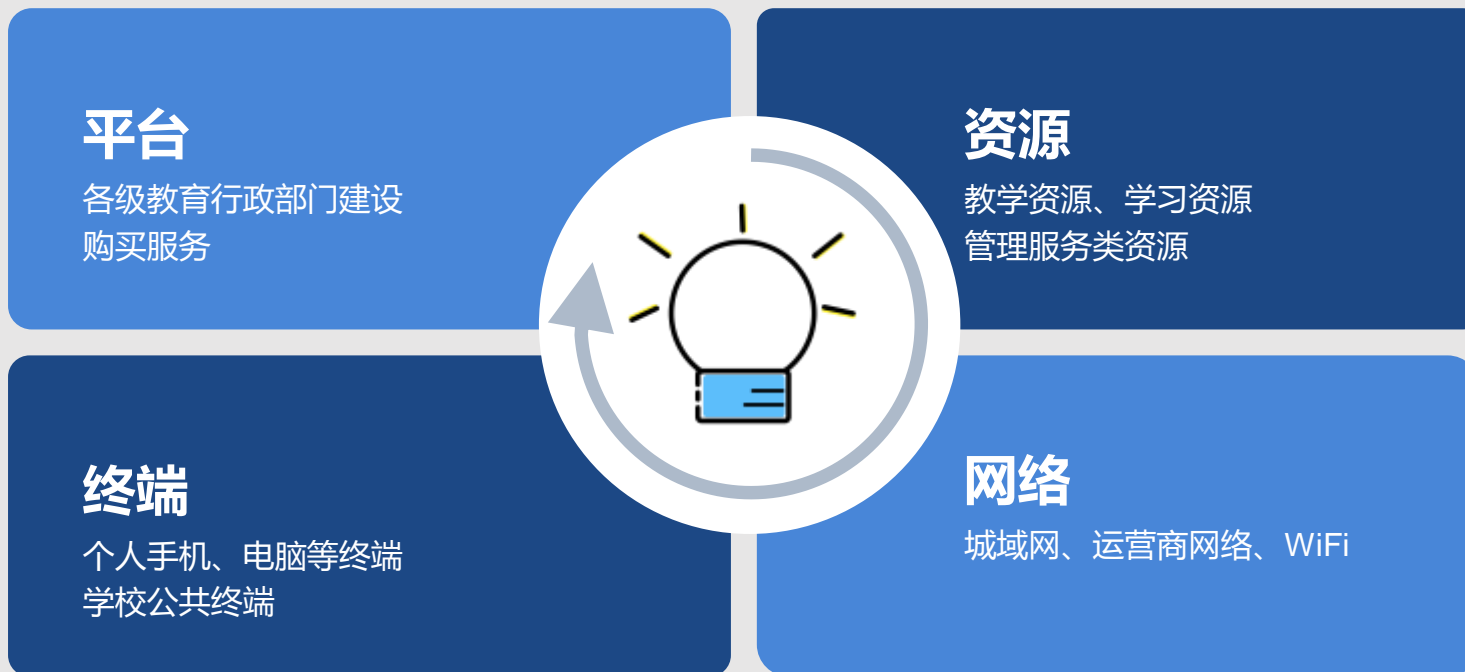 平台
各级教育行政部门建设
购买服务
资源
教学资源、学习资源
管理服务类资源
终端
个人手机、电脑等终端
学校公共终端
网络
城域网、运营商网络、WiFi